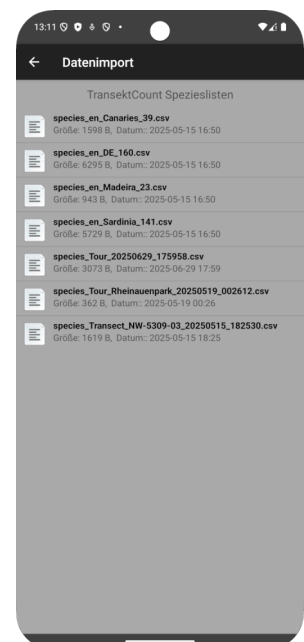 13:11
Datenimport
TransektCount Spezieslisten
species_en_Canaries_39.csv
Größe: 1598 B, Datum:: 2025-05-15 16:50
species_en_DE_160.csv
Größe: 6295 B, Datum:: 2025-05-15 16:50
species_en_Madeira_23.csv
Größe: 943 B, Datum:: 2025-05-15 16:50
species_en_Sardinia_141.csv
Größe: 5729 B, Datum:: 2025-05-15 16:50
species_Tour_20250629_175958.csv
Größe: 3073 B, Datum:: 2025-06-29 17:59
species_Tour_Rheinauenpark_20250519_002612.csv
Größe: 362 B, Datum:: 2025-05-19 00:26
species_Transect_NW-5309-03_20250515_182530.csv
Größe: 1619 B, Datum:: 2025-05-15 18:25